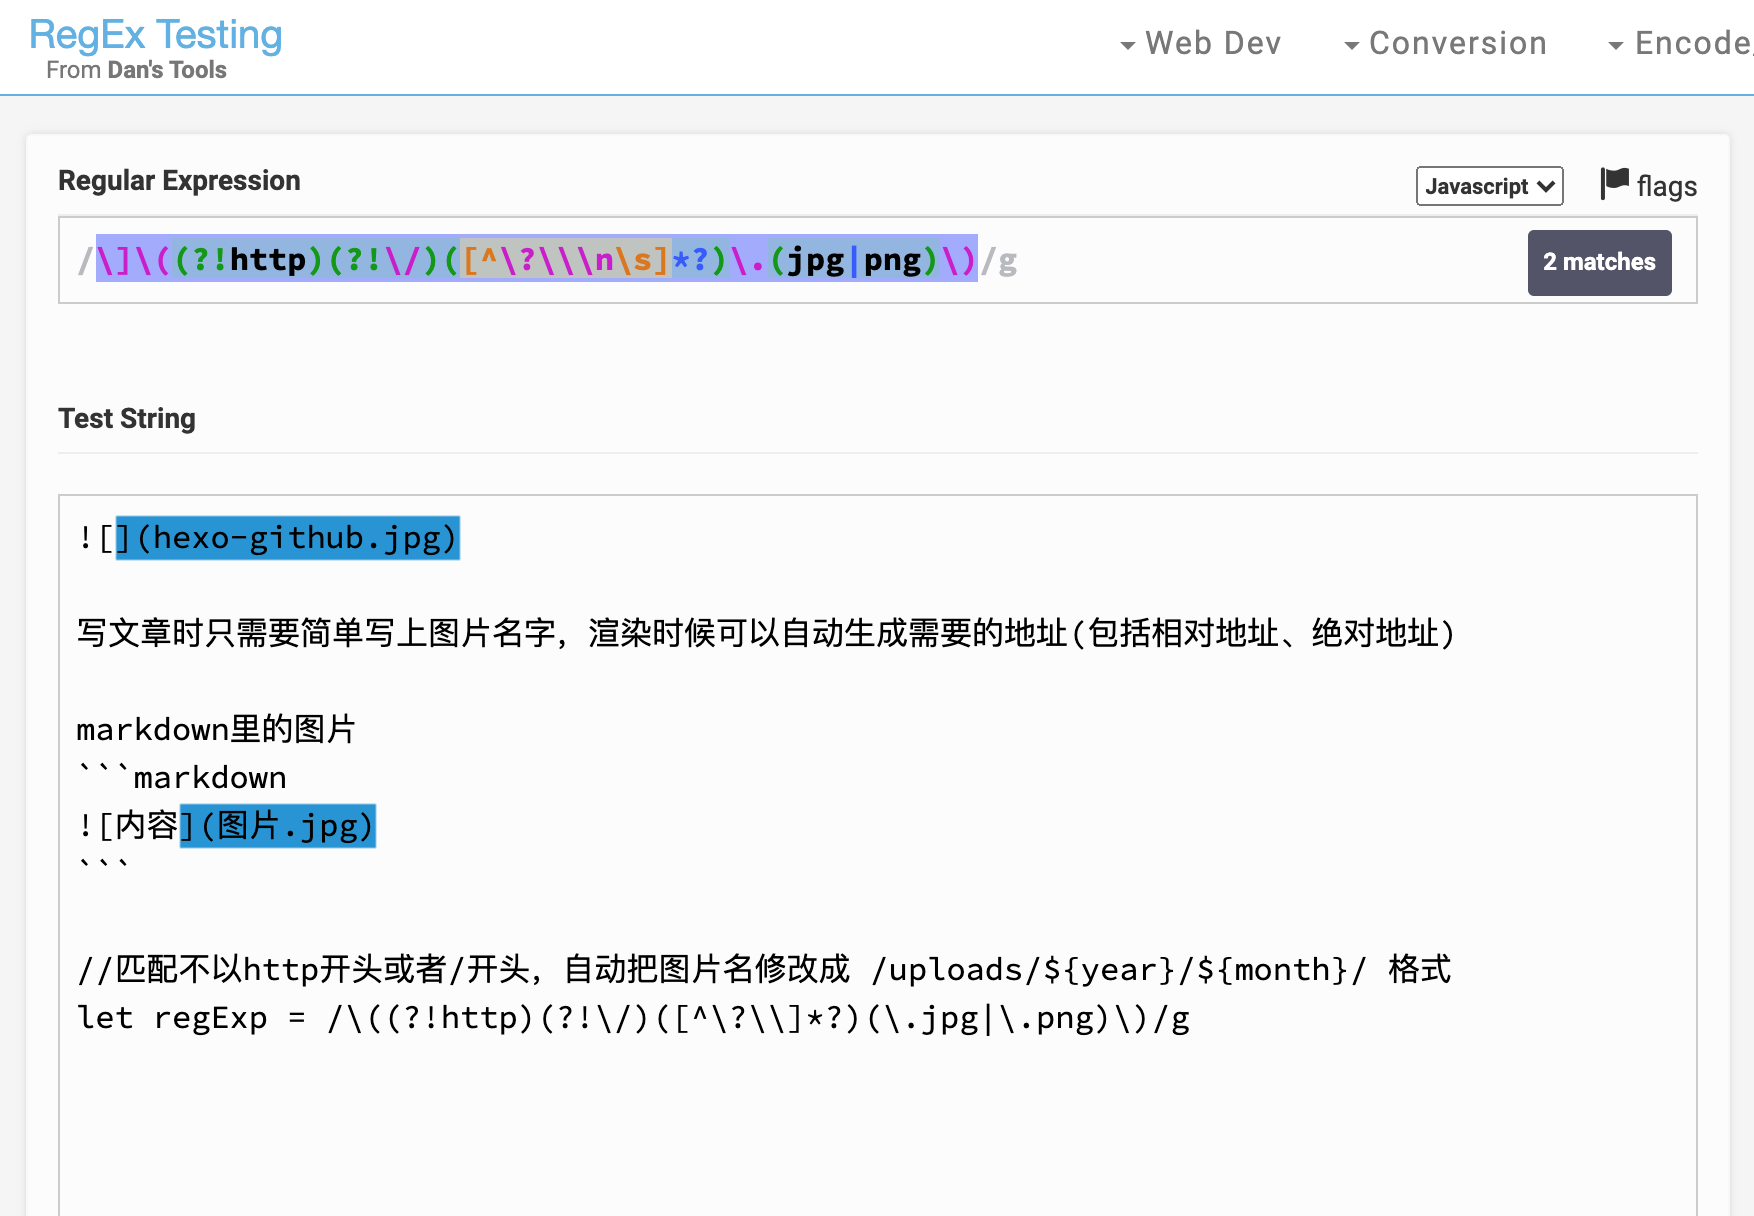 RegEx Testing
From Dan's Tools
Web Dev
Conversion
Encode/
Regular Expression
Javascript
flags
/\]\((?!http)(?!\/)([^\?\\\n\s]*?)\.(jpg|png)\)/g
2 matches
Test String
![](hexo-github.jpg)
写文章时只需要简单写上图片名字，渲染时候可以自动生成需要的地址(包括相对地址、绝对地址)
markdown里的图片
```markdown
![内容](图片.jpg)
```
//匹配不以http开头或者/开头，自动把图片名修改成 /uploads/${year}/${month}/ 格式
let regExp = /\((?!http)(?!\/)([^\?\\]*?)(\.jpg|\.png)\)/g